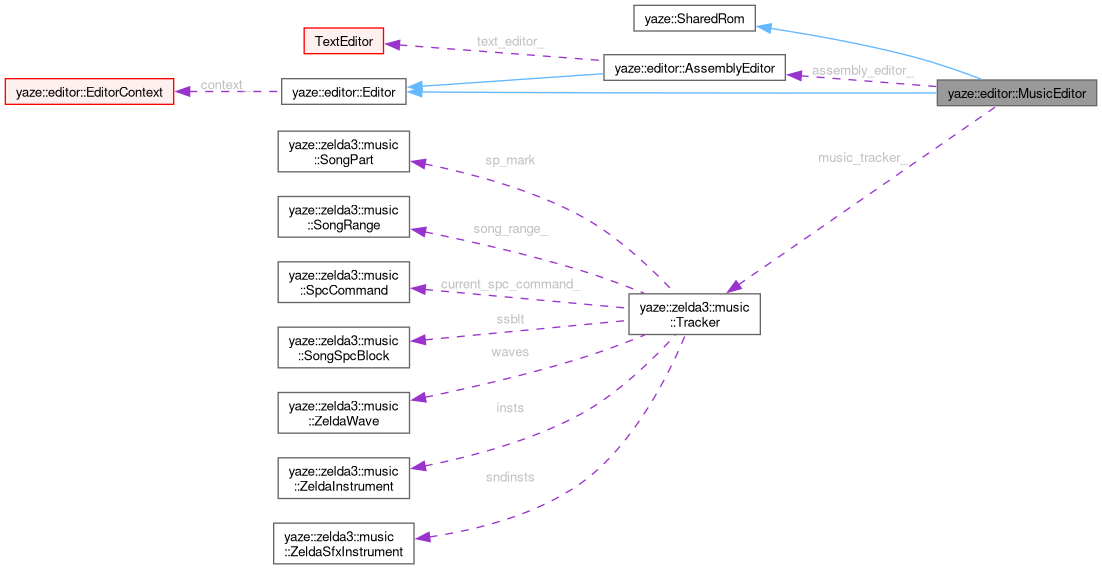 yaze::SharedRom
TextEditor
text_editor_
yaze::editor::AssemblyEditor
assembly_editor_
yaze::editor::EditorContext
context_
yaze::editor::Editor
yaze::editor::MusicEditor
yaze::zelda3::music
::SongPart
sp_mark
music_tracker_
yaze::zelda3::music
::SongRange
song_range_
yaze::zelda3::music
::SpcCommand
current_spc_command_
yaze::zelda3::music
::Tracker
yaze::zelda3::music
::SongSpcBlock
ssblt
waves
yaze::zelda3::music
::ZeldaWave
insts
yaze::zelda3::music
::ZeldaInstrument
sndinsts
yaze::zelda3::music
::ZeldaSfxInstrument